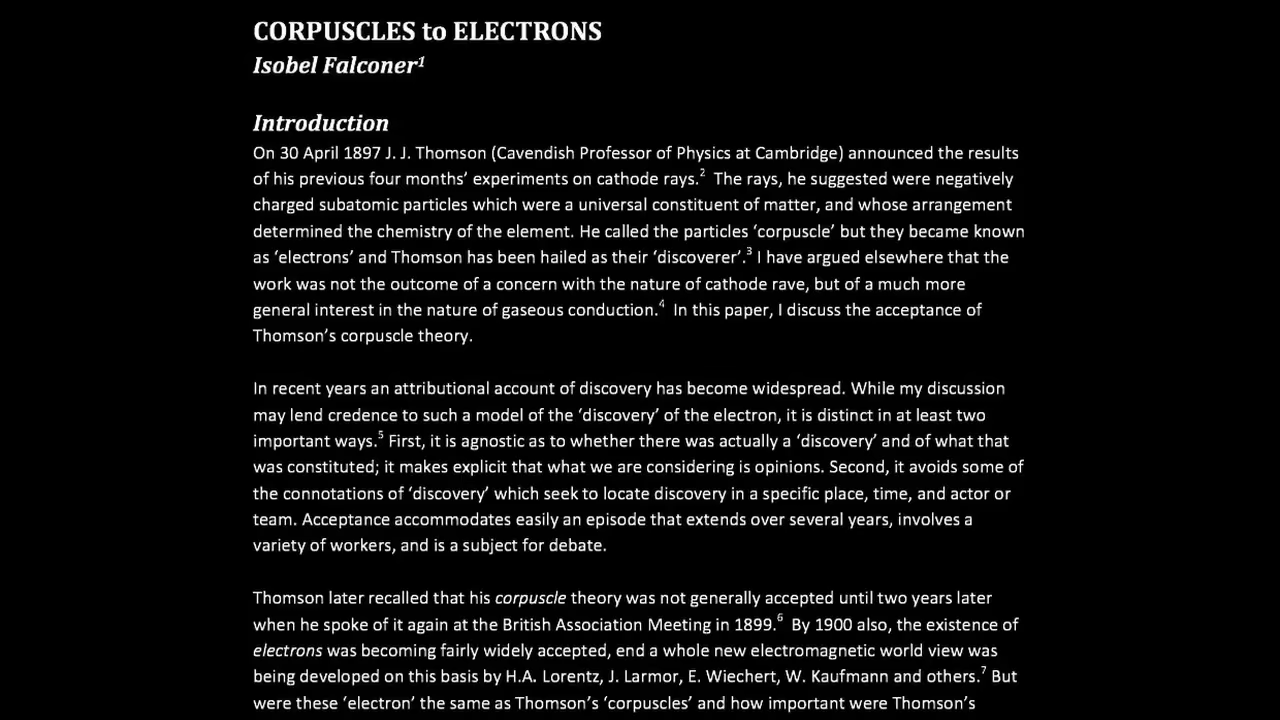 CORPUSCLES to ELECTRONS
Isobel Falconer¹
Introduction
On 30 April 1897 J. J. Thomson (Cavendish Professor of Physics at Cambridge) announced the results
of his previous four months’ experiments on cathode rays.² The rays, he suggested were negatively
charged subatomic particles which were a universal constituent of matter, and whose arrangement
determined the chemistry of the element. He called the particles ‘corpuscle’ but they became known
as ‘electrons’ and Thomson has been hailed as their ‘discoverer’.³ I have argued elsewhere that the
work was not the outcome of a concern with the nature of cathode rave, but of a much more
general interest in the nature of gaseous conduction.⁴ In this paper, I discuss the acceptance of
Thomson’s corpuscle theory.
In recent years an attributional account of discovery has become widespread. While my discussion
may lend credence to such a model of the ‘discovery’ of the electron, it is distinct in at least two
important ways.⁵ First, it is agnostic as to whether there was actually a ‘discovery’ and of what that
was constituted; it makes explicit that what we are considering is opinions. Second, it avoids some of
the connotations of ‘discovery’ which seek to locate discovery in a specific place, time, and actor or
team. Acceptance accommodates easily an episode that extends over several years, involves a
variety of workers, and is a subject for debate.
Thomson later recalled that his corpuscle theory was not generally accepted until two years later
when he spoke of it again at the British Association Meeting in 1899.⁶ By 1900 also, the existence of
electrons was becoming fairly widely accepted, end a whole new electromagnetic world view was
being developed on this basis by H.A. Lorentz, J. Larmor, E. Wiechert, W. Kaufmann and others.⁷ But
were these ‘electron’ the same as Thomson’s ‘corpuscles’ and how important were Thomson’s